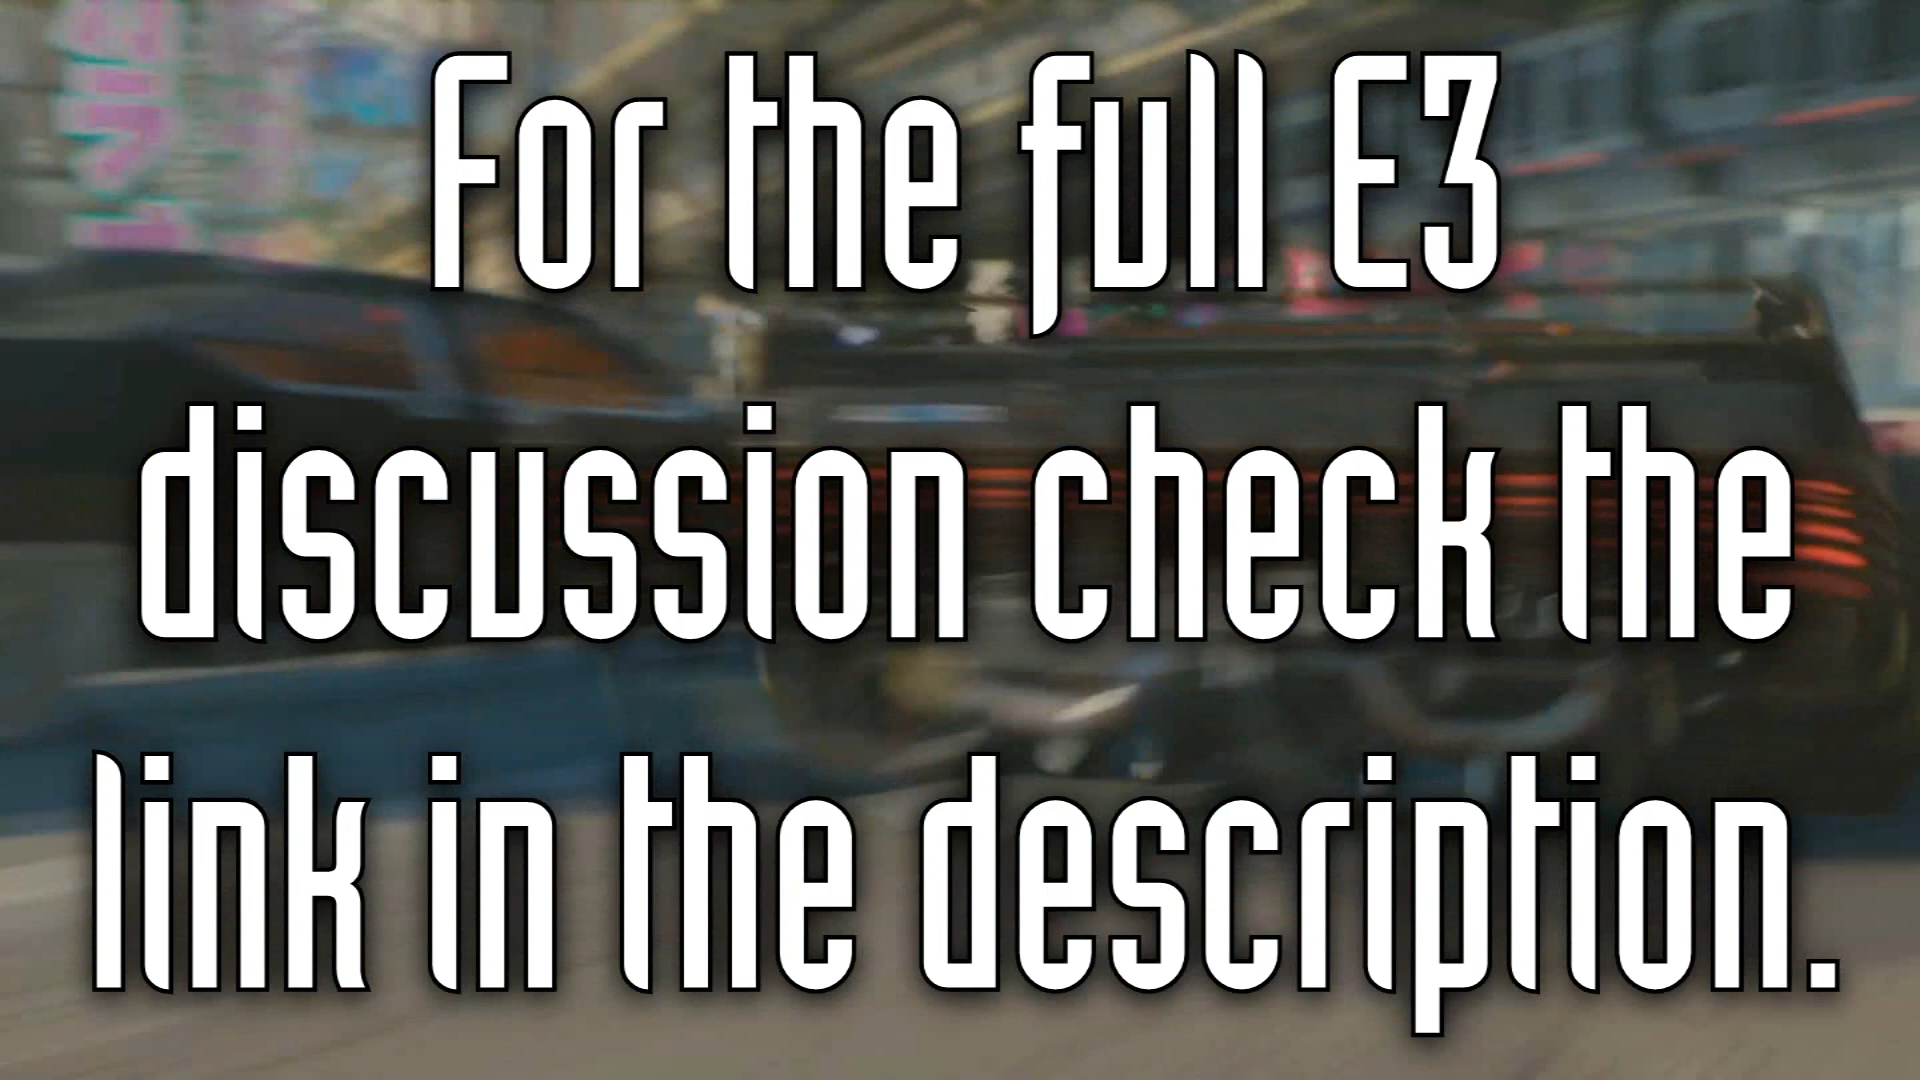 For the full E3
discussion check the
link in the description.